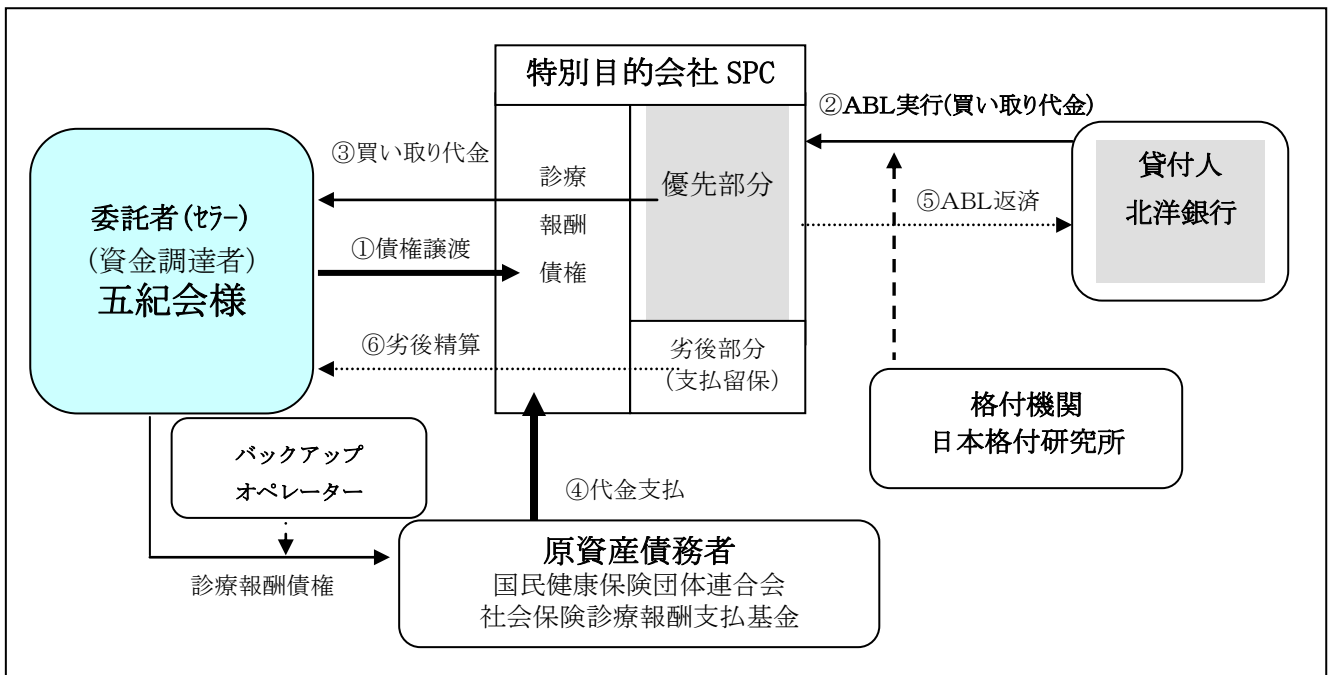 特別目的会社 SPC
②ABL実行(買い取り代金)
③買い取り代金
診療
報酬
債権
優先部分
貸付人
北洋銀行
⑤ABL返済
委託者(ｾﾗｰ)
(資金調達者)
五紀会様
①債権譲渡
⑥劣後精算
劣後部分
(支払留保)
格付機関
日本格付研究所
バックアップ
オペレーター
④代金支払
診療報酬債権
原資産債務者
国民健康保険団体連合会
社会保険診療報酬支払基金